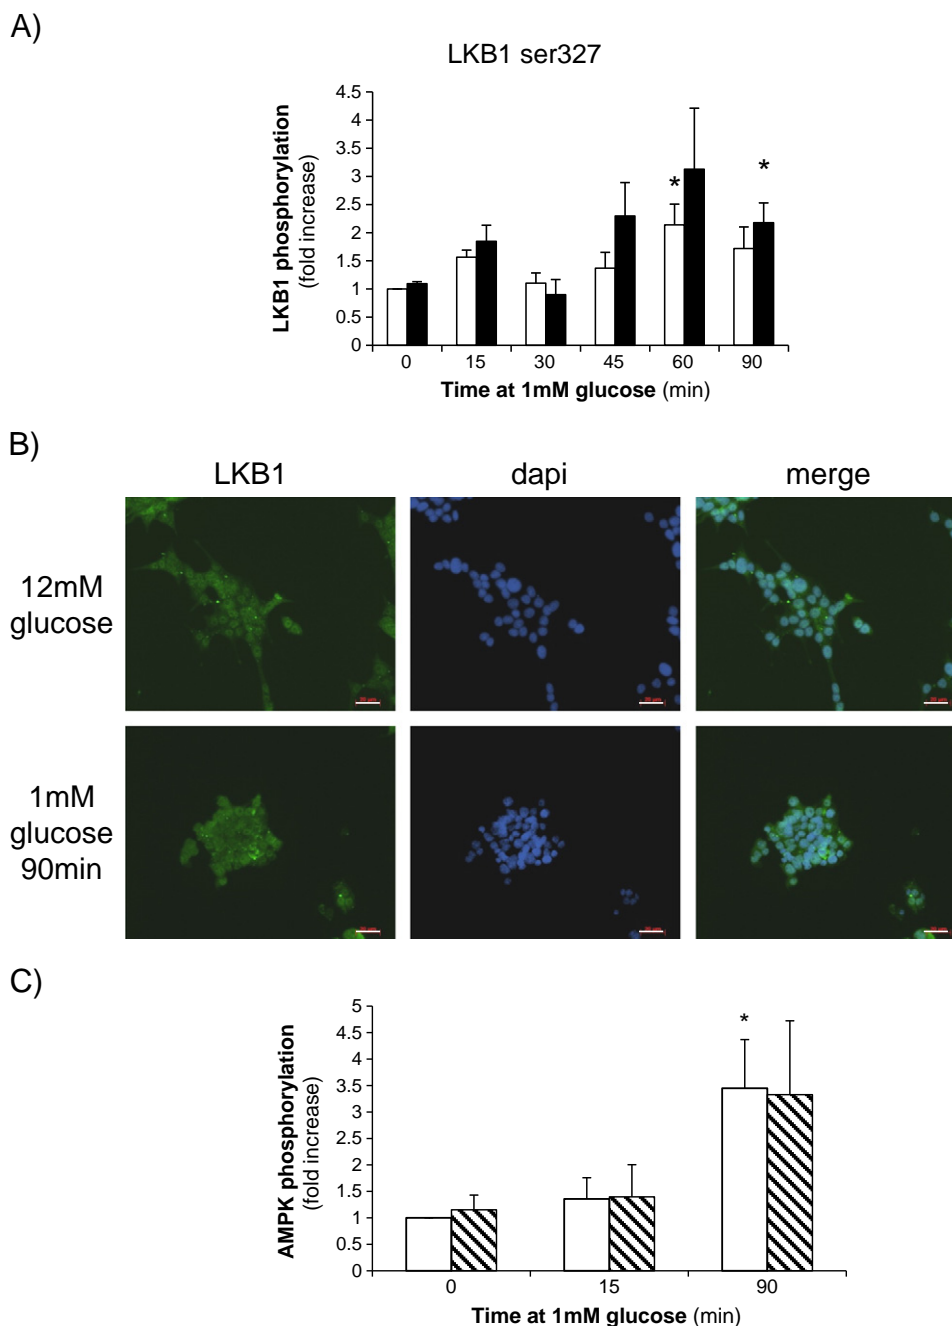 A)
LKB1 ser327
LKB1 phosphorylation
(fold increase)
4.5
4
3.5
3
2.5
2
1.5
1
0.5
0
*
*
0 15 30 45 60 90
Time at 1mM glucose (min)
B)
LKB1 dapi merge
12mM
glucose
1mM
glucose
90min
C)
AMPK phosphorylation
(fold increase)
5
4.5
4
3.5
3
2.5
2
1.5
1
0.5
0
*
0 15 90
Time at 1mM glucose (min)